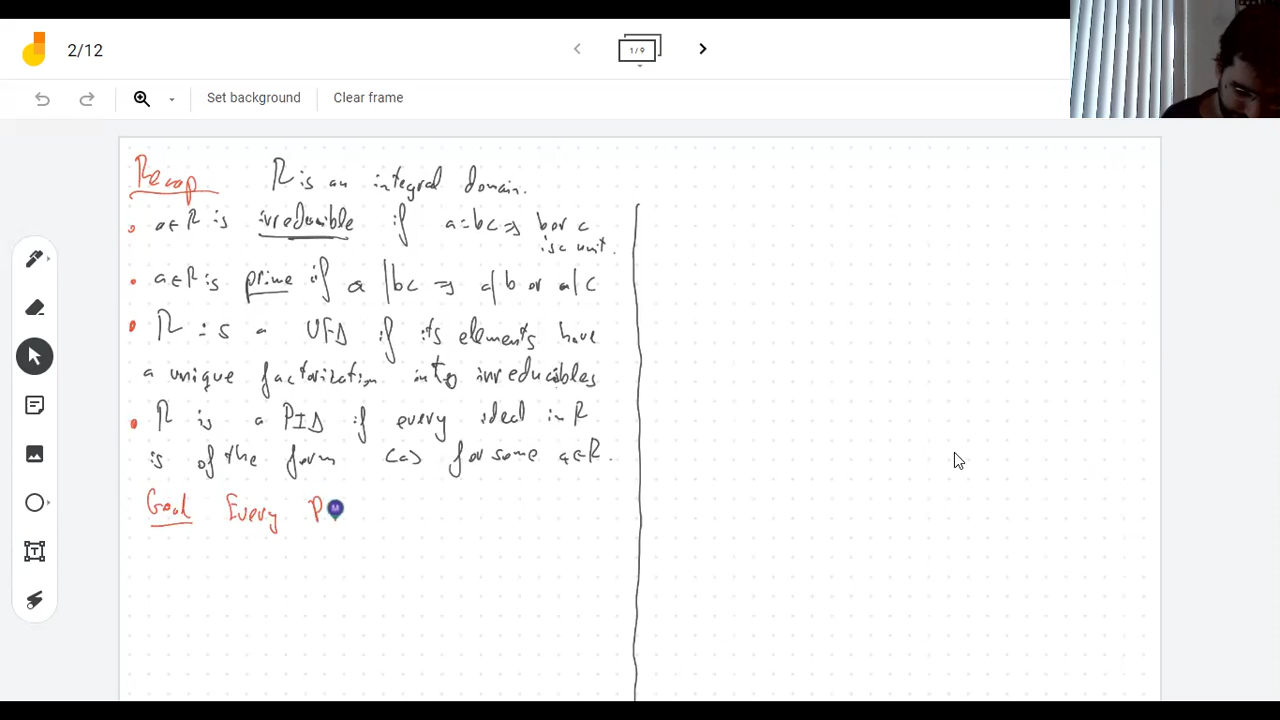 2/12
1/9
Set background
Clear frame
Recap R is an integral domain.
• a∈R is irreducible if a=bc ⇒ b or c
is a unit.
• a∈R is prime if a|bc ⇒ a|b or a|c
• R is a UFD if its elements have
a unique factorization into irreducibles
• R is a PID if every ideal in R
is of the form (a) for some a∈R.
Goal Every P
M